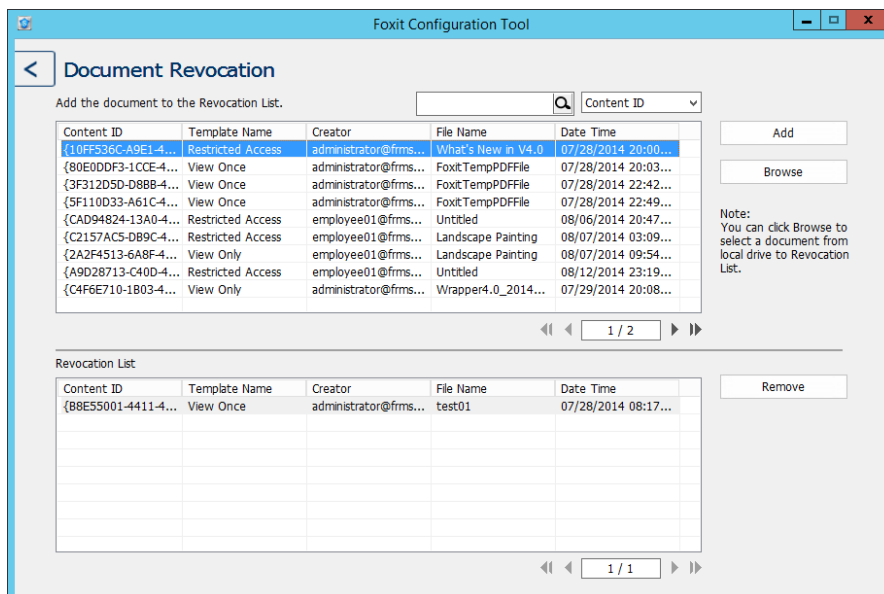 Foxit Configuration Tool
Document Revocation
Add the document to the Revocation List.
Content ID
Content ID Template Name Creator File Name Date Time
{10FF536C-A9E1-4... Restricted Access administrator@frms... What's New in V4.0 07/28/2014 20:00...
{80E0DDF3-1CCE-4... View Once administrator@frms... FoxitTempPDFFile 07/28/2014 20:03...
{3F312D5D-D8BB-4... View Once administrator@frms... FoxitTempPDFFile 07/28/2014 22:42...
{5F110D33-A61C-4... View Once administrator@frms... FoxitTempPDFFile 07/28/2014 22:49...
{CAD94824-13A0-4... Restricted Access employee01@frms... Untitled 08/06/2014 20:47...
{C2157AC5-DB9C-4... Restricted Access employee01@frms... Landscape Painting 08/07/2014 03:09...
{2A2F4513-6A8F-4... View Only employee01@frms... Landscape Painting 08/07/2014 09:54...
{A9D28713-C40D-4... Restricted Access employee01@frms... Untitled 08/12/2014 23:19...
{C4F6E710-1B03-4... View Only administrator@frms... Wrapper4.0_2014... 07/29/2014 20:08...
1 / 2
Add
Browse
Note:
You can click Browse to
select a document from
local drive to Revocation
List.
Revocation List
Content ID Template Name Creator File Name Date Time
{B8E55001-4411-4... View Once administrator@frms... test01 07/28/2014 08:17...
1 / 1
Remove